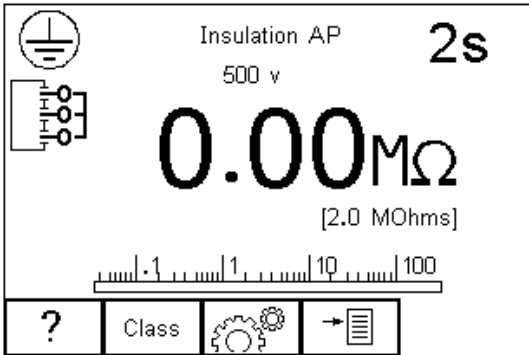 Insulation AP
2s
500 v
0.00MΩ
[2.0 MOhms]
.1 1 10 100
? Class